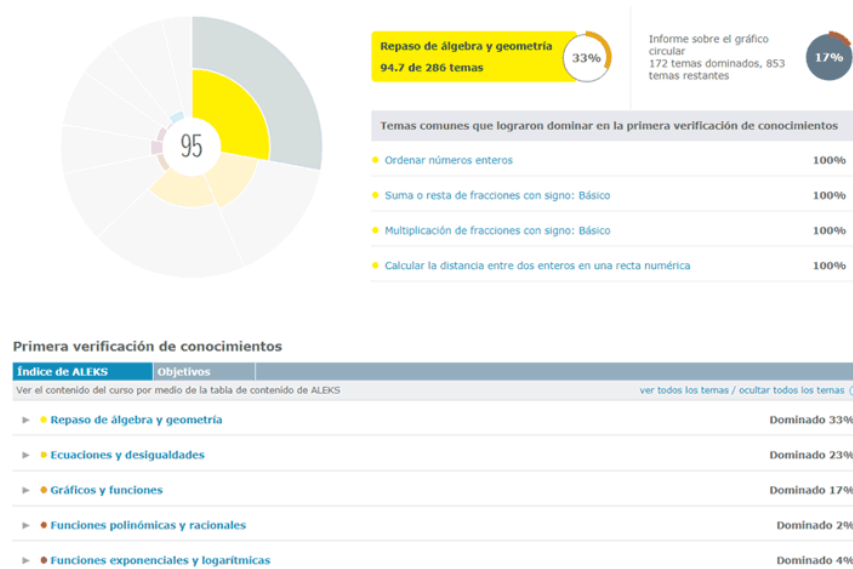 95
Repaso de álgebra y geometría
94.7 de 286 temas
33%
Informe sobre el gráfico
circular
172 temas dominados, 853
temas restantes
17%
Temas comunes que lograron dominar en la primera verificación de conocimientos
Ordenar números enteros 100%
Suma o resta de fracciones con signo: Básico 100%
Multiplicación de fracciones con signo: Básico 100%
Calcular la distancia entre dos enteros en una recta numérica 100%
Primera verificación de conocimientos
Índice de ALEKS Objetivos
Ver el contenido del curso por medio de la tabla de contenido de ALEKS ver todos los temas / ocultar todos los temas
Repaso de álgebra y geometría Dominado 33%
Ecuaciones y desigualdades Dominado 23%
Gráficos y funciones Dominado 17%
Funciones polinómicas y racionales Dominado 2%
Funciones exponenciales y logarítmicas Dominado 4%